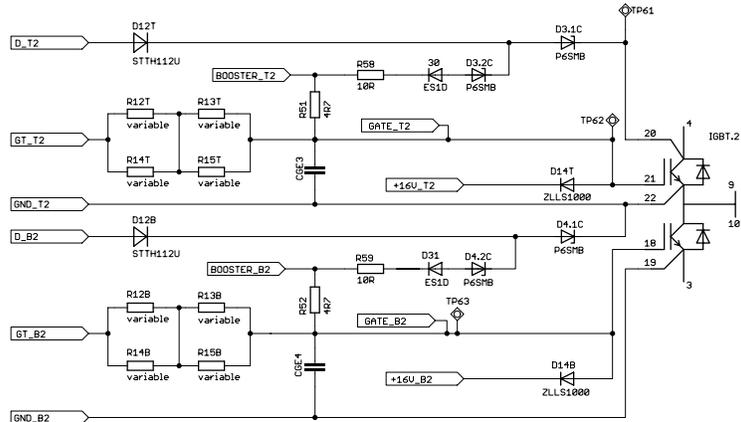 TP61
D12T
D3.1C
D_T2
STTH112U
P6SMB
R58
30
D3.2C
BOOSTER_T2
10R
ES1D
P6SMB
R12T
R13T
R51
4R7
variable
variable
TP62
4
GATE_T2
20
IGBT.2
GT_T2
R14T
R15T
CGE3
D14T
variable
variable
+16V_T2
21
9
ZLLS1000
GND_T2
22
D12B
D4.1C
10
D_B2
STTH112U
P6SMB
18
R59
D31
D4.2C
BOOSTER_B2
19
10R
ES1D
P6SMB
3
R12B
R13B
R52
4R7
TP63
variable
variable
GATE_B2
GT_B2
R14B
R15B
CGE4
D14B
variable
variable
+16V_B2
ZLLS1000
GND_B2